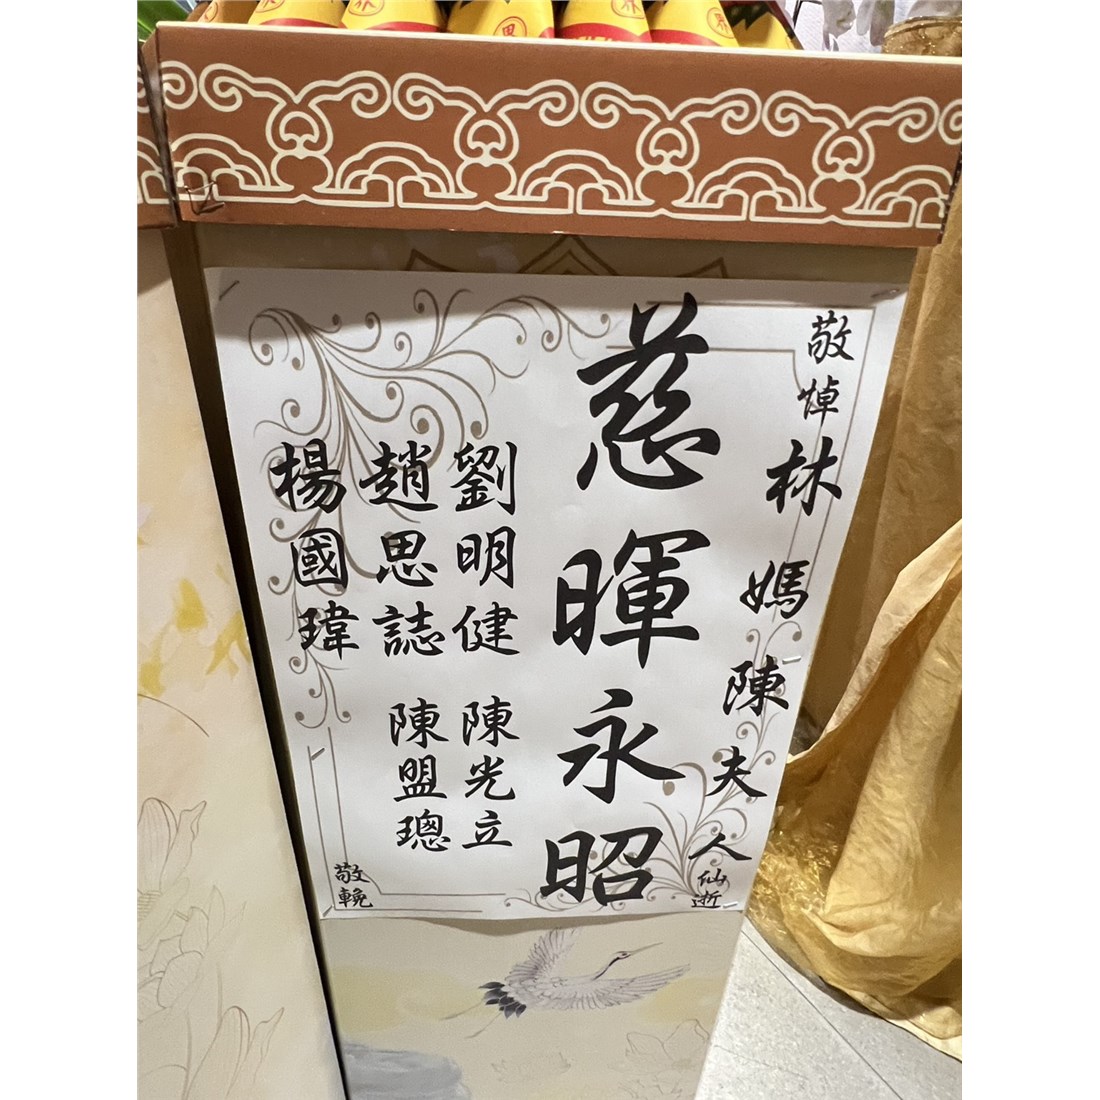 敬悼林媽陳夫人仙逝
慈暉永昭
劉明健 陳光立
趙思誌 陳盟璁
楊國瑋
敬輓